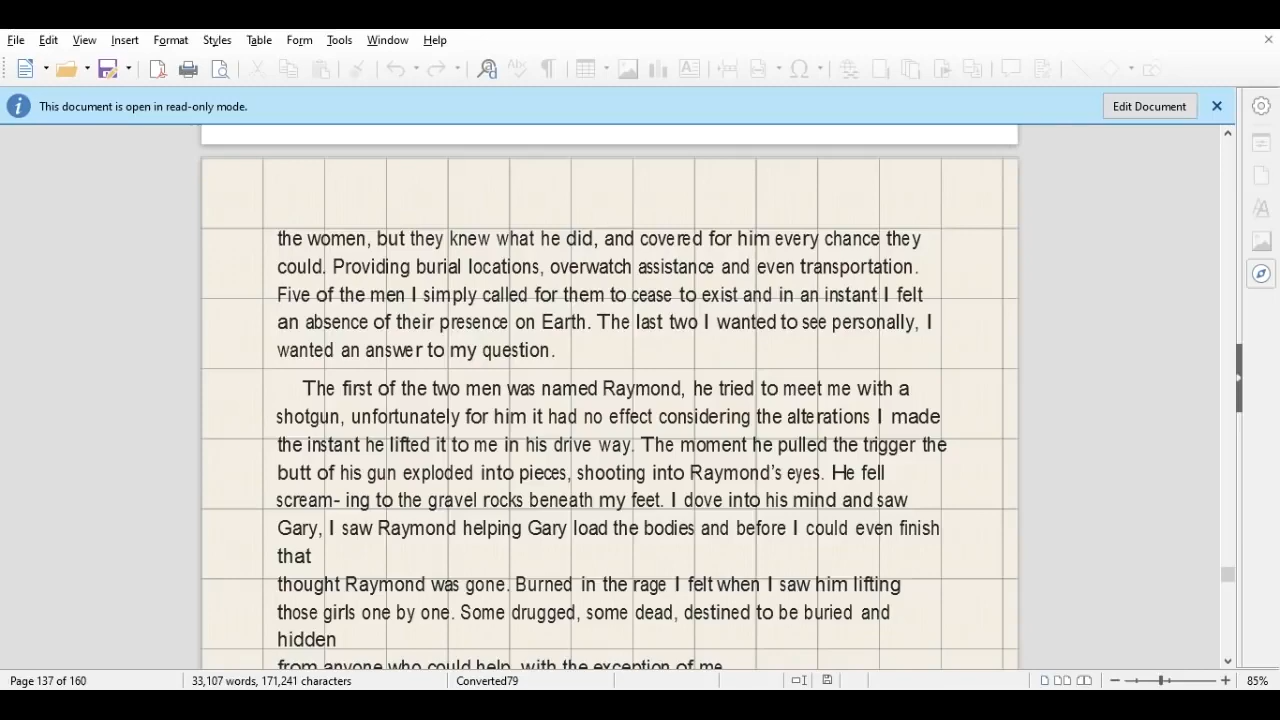 File Edit View Insert Format Styles Table Form Tools Window Help
This document is open in read-only mode.
Edit Document
the women, but they knew what he did, and covered for him every chance they
could. Providing burial locations, overwatch assistance and even transportation.
Five of the men I simply called for them to cease to exist and in an instant I felt
an absence of their presence on Earth. The last two I wanted to see personally, I
wanted an answer to my question.
The first of the two men was named Raymond, he tried to meet me with a
shotgun, unfortunately for him it had no effect considering the alterations I made
the instant he lifted it to me in his drive way. The moment he pulled the trigger the
butt of his gun exploded into pieces, shooting into Raymond's eyes. He fell
scream- ing to the gravel rocks beneath my feet. I dove into his mind and saw
Gary, I saw Raymond helping Gary load the bodies and before I could even finish
that
thought Raymond was gone. Burned in the rage I felt when I saw him lifting
those girls one by one. Some drugged, some dead, destined to be buried and
hidden
from anyone who could help, with the exception of me
Page 137 of 160
33,107 words, 171,241 characters
Converted79
85%